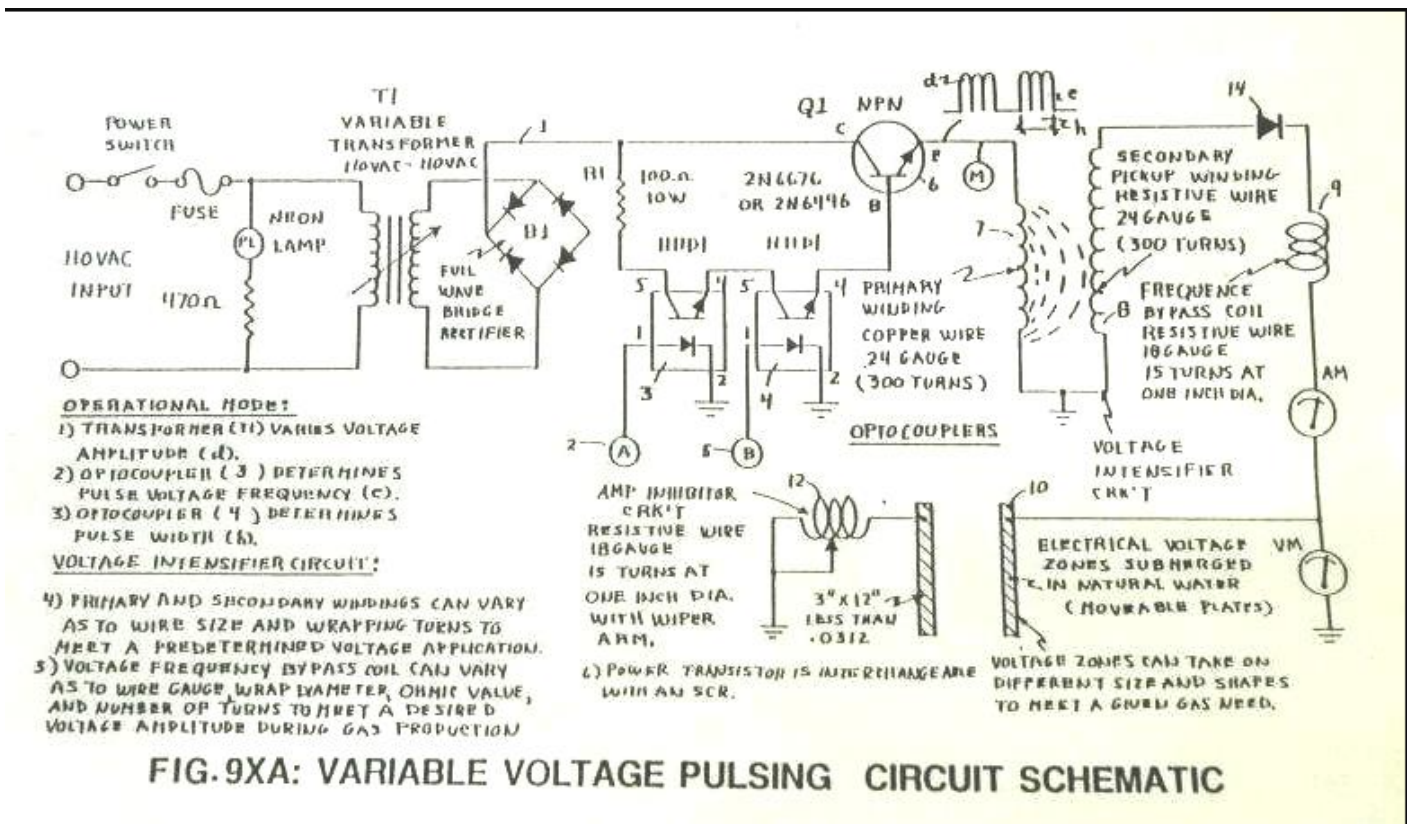 T1
VARIABLE
TRANSFORMER
110VAC - 110VAC
POWER
SWITCH
FUSE
NEON
LAMP
PL
110VAC
INPUT
470Ω
FULL
WAVE
BRIDGE
RECTIFIER
1
R1
100Ω
10W
Q1 NPN
C
E
B
6
2N6676
OR 2N6446
5
4
5
4
1
2
1
2
3
4
2
A
B
OPTOCOUPLERS
M
7
PRIMARY
WINDING
COPPER WIRE
24 GAUGE
(300 TURNS)
14
SECONDARY
PICKUP WINDING
RESISTIVE WIRE
24 GAUGE
(300 TURNS)
8
9
FREQUENCE
BYPASS COIL
RESISTIVE WIRE
18 GAUGE
15 TURNS AT
ONE INCH DIA.
AM
VOLTAGE
INTENSIFIER
CRK'T
OPERATIONAL MODE:
1) TRANSFORMER (T1) VARIES VOLTAGE
AMPLITUDE (d).
2) OPTOCOUPLER (3) DETERMINES
PULSE VOLTAGE FREQUENCY (e).
3) OPTOCOUPLER (4) DETERMINES
PULSE WIDTH (h).
VOLTAGE INTENSIFIER CIRCUIT:
4) PRIMARY AND SECONDARY WINDINGS CAN VARY
AS TO WIRE SIZE AND WRAPPING TURNS TO
MEET A PREDETERMINED VOLTAGE APPLICATION.
5) VOLTAGE FREQUENCY BYPASS COIL CAN VARY
AS TO WIRE GAUGE, WRAP DIAMETER, OHMIC VALUE,
AND NUMBER OF TURNS TO MEET A DESIRED
VOLTAGE AMPLITUDE DURING GAS PRODUCTION
AMP INHIBITOR
CRK'T
RESISTIVE WIRE
18GAUGE
15 TURNS AT
ONE INCH DIA.
WITH WIPER
ARM.
12
3" X 12"
LESS THAN
.0312
10
ELECTRICAL VOLTAGE
ZONES SUBMERGED
IN NATURAL WATER
(MOVEABLE PLATES)
VM
6) POWER TRANSISTOR IS INTERCHANGEABLE
WITH AN SCR.
VOLTAGE ZONES CAN TAKE ON
DIFFERENT SIZE AND SHAPES
TO MEET A GIVEN GAS NEED.
FIG. 9XA: VARIABLE VOLTAGE PULSING CIRCUIT SCHEMATIC